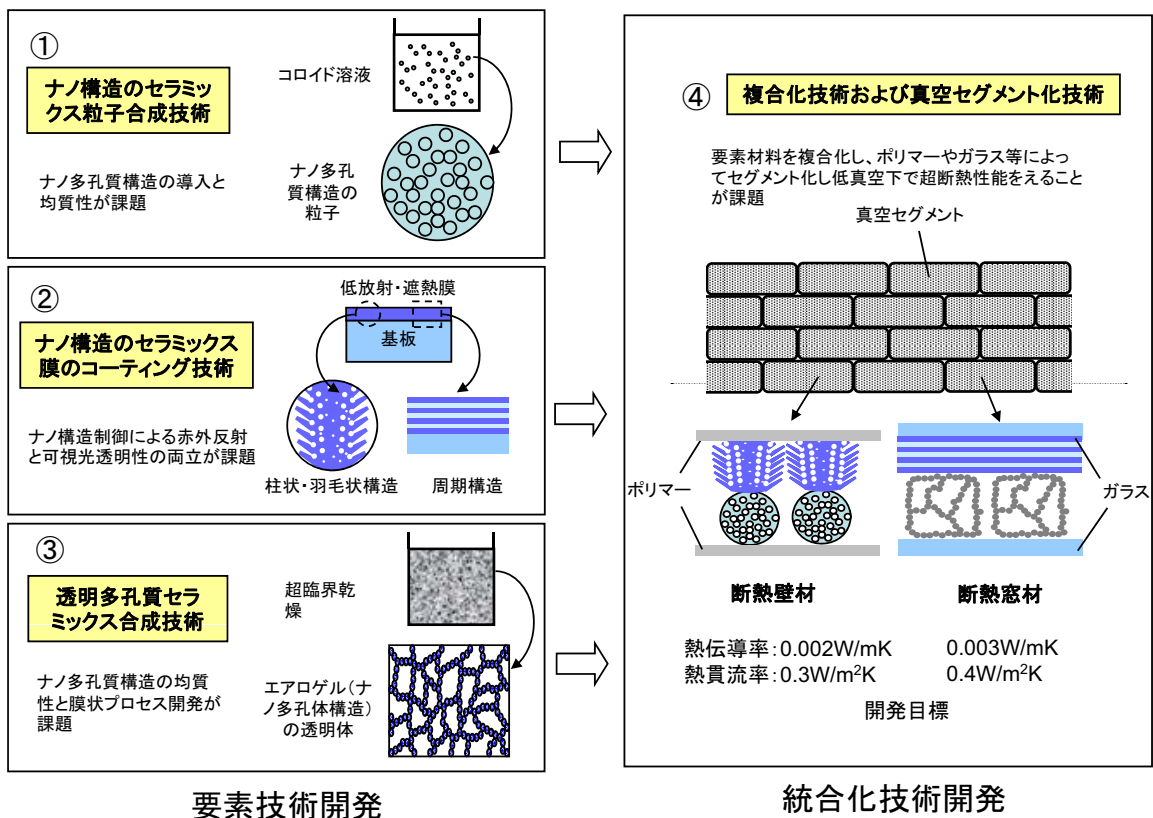 ①
ナノ構造のセラミッ
クス粒子合成技術
ナノ多孔質構造の導入と
均質性が課題
コロイド溶液
ナノ多孔
質構造の
粒子
②
ナノ構造のセラミックス
膜のコーティング技術
ナノ構造制御による赤外反射
と可視光透明性の両立が課題
低放射・遮熱膜
基板
柱状・羽毛状構造
周期構造
③
透明多孔質セラ
ミックス合成技術
ナノ多孔質構造の均質
性と膜状プロセス開発が
課題
超臨界乾
燥
エアロゲル(ナ
ノ多孔体構造)
の透明体
要素技術開発
④
複合化技術および真空セグメント化技術
要素材料を複合化し、ポリマーやガラス等によっ
てセグメント化し低真空下で超断熱性能をえること
が課題
真空セグメント
ポリマー
ガラス
断熱壁材
断熱窓材
熱伝導率:0.002W/mK 0.003W/mK
熱貫流率:0.3W/m²K 0.4W/m²K
開発目標
統合化技術開発